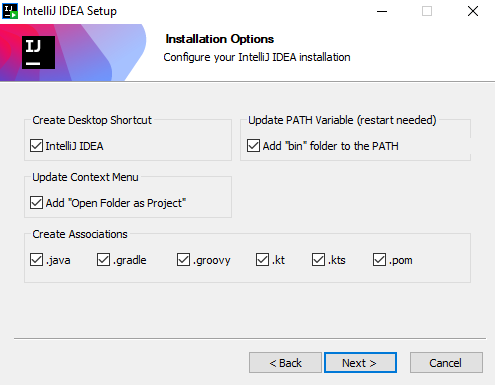 IntelliJ IDEA Setup
IJ
Installation Options
Configure your IntelliJ IDEA installation
Create Desktop Shortcut
IntelliJ IDEA
Update PATH Variable (restart needed)
Add "bin" folder to the PATH
Update Context Menu
Add "Open Folder as Project"
Create Associations
.java .gradle .groovy .kt .kts .pom
< Back Next > Cancel